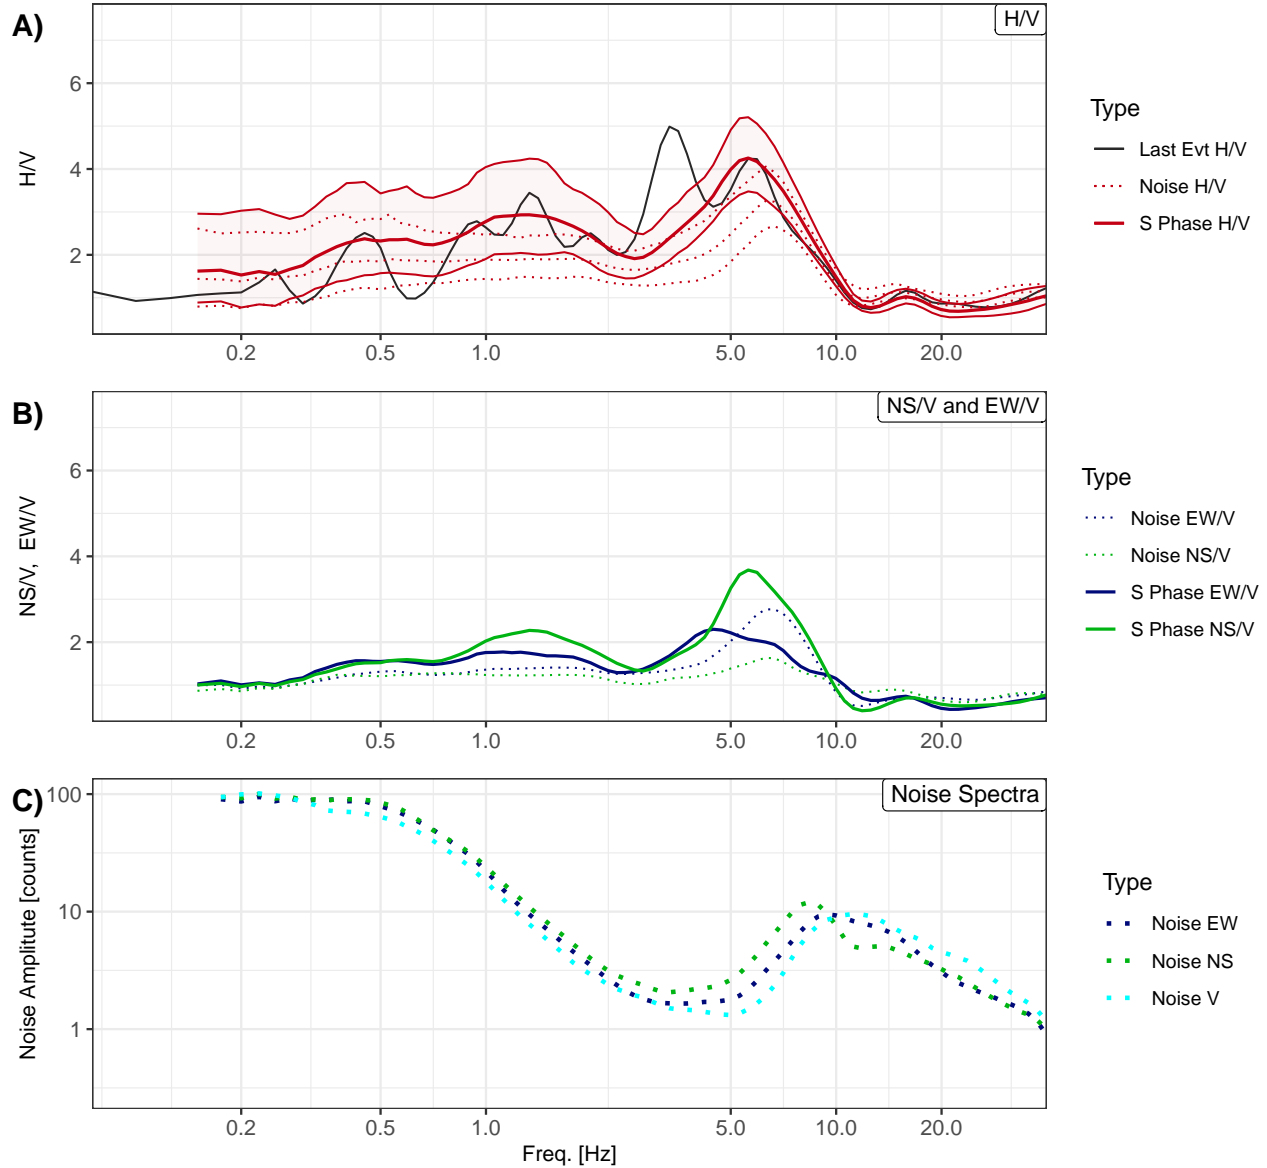 A)
H/V
6
4
2
H/V
0.2 0.5 1.0 5.0 10.0 20.0
Type
Last Evt H/V
Noise H/V
S Phase H/V
B)
NS/V and EW/V
6
4
2
NS/V, EW/V
0.2 0.5 1.0 5.0 10.0 20.0
Type
Noise EW/V
Noise NS/V
S Phase EW/V
S Phase NS/V
C)
Noise Spectra
100
10
1
Noise Amplitute [counts]
0.2 0.5 1.0 5.0 10.0 20.0
Freq. [Hz]
Type
Noise EW
Noise NS
Noise V